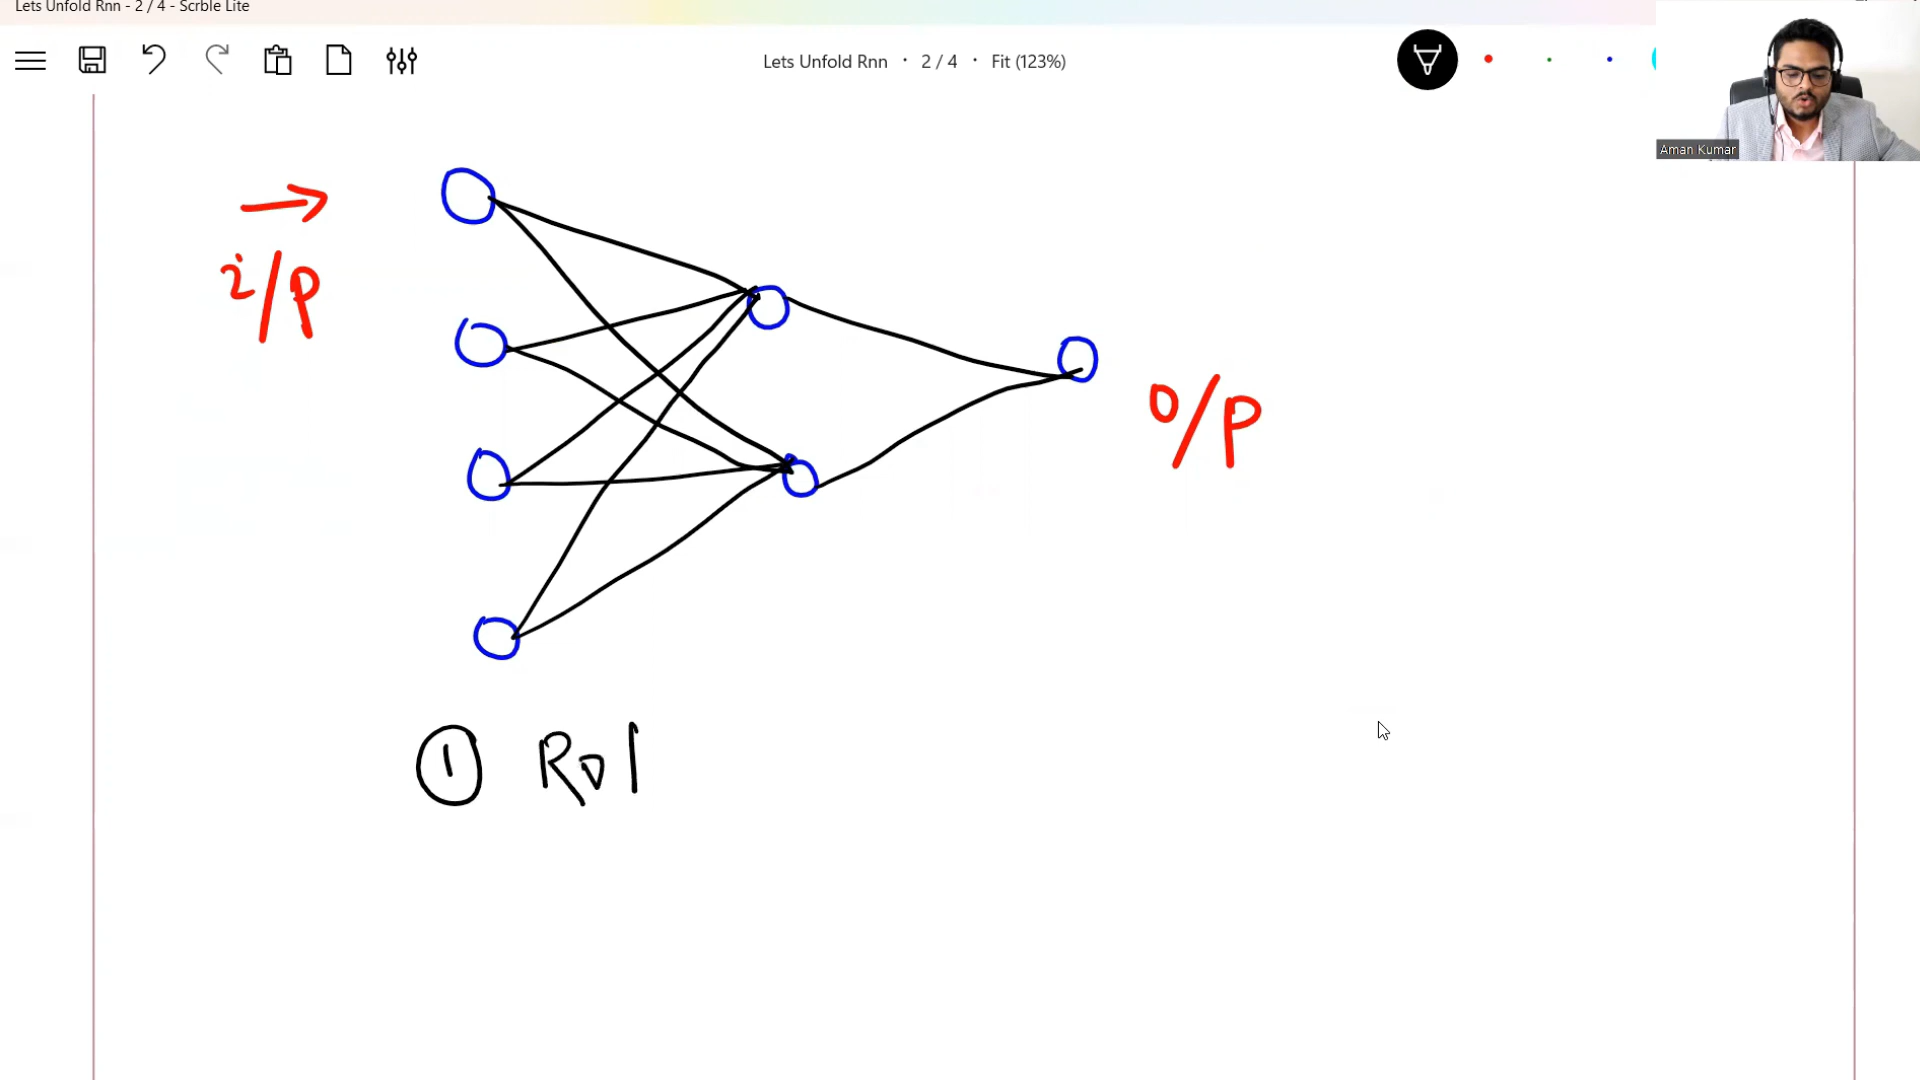 Lets Unfold Rnn - 2 / 4 - Scrble Lite
Lets Unfold Rnn · 2 / 4 · Fit (123%)
Aman Kumar
i/p
o/p
① Rol